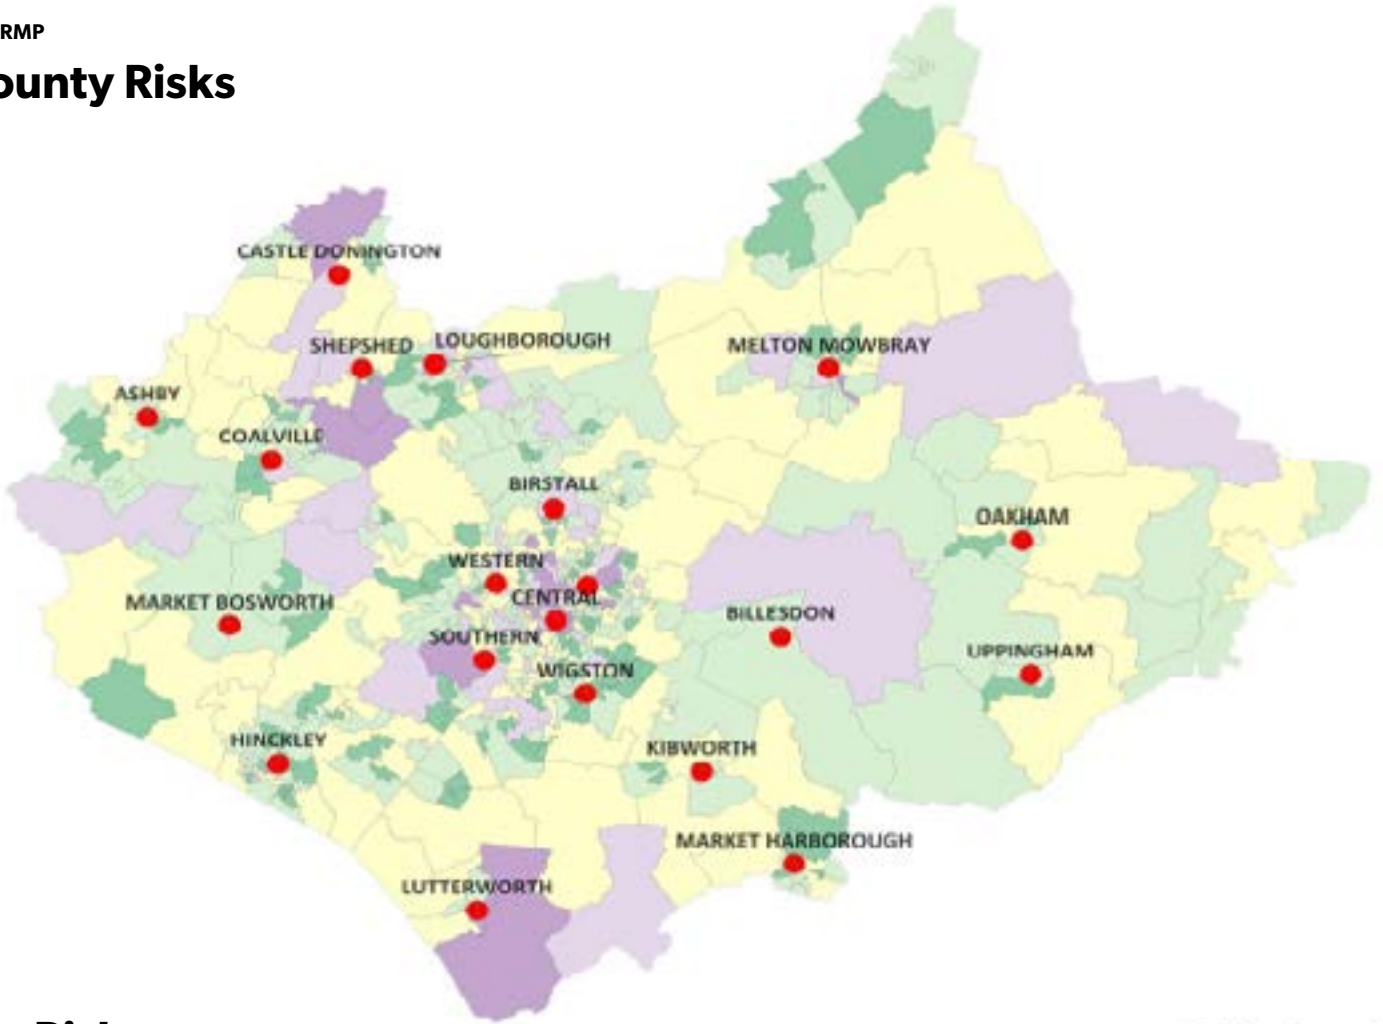 RMP
ounty Risks
CASTLE DONINGTON
SHEPSHED
LOUGHBOROUGH
MELTON MOWBRAY
ASHBY
COALVILLE
BIRSTALL
OAKHAM
WESTERN
CENTRAL
MARKET BOSWORTH
BILLESDON
SOUTHERN
UPPINGHAM
WIGSTON
HINCKLEY
KIBWORTH
MARKET HARBOROUGH
LUTTERWORTH